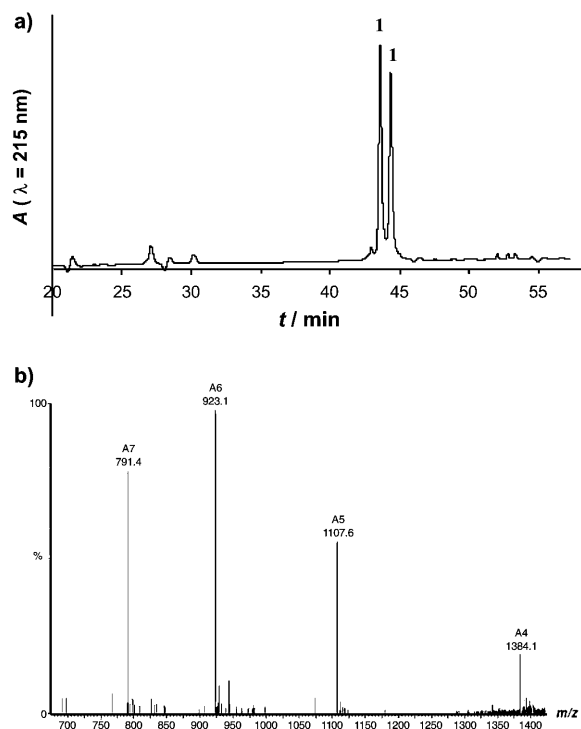 a)
1 1
A ( λ = 215 nm)
20 25 30 35 40 45 50 55
t / min
b)
A6
923.1
100
A7
791.4
A5
1107.6
%
A4
1384.1
0
700 750 800 850 900 950 1000 1050 1100 1150 1200 1250 1300 1350 1400 m/z